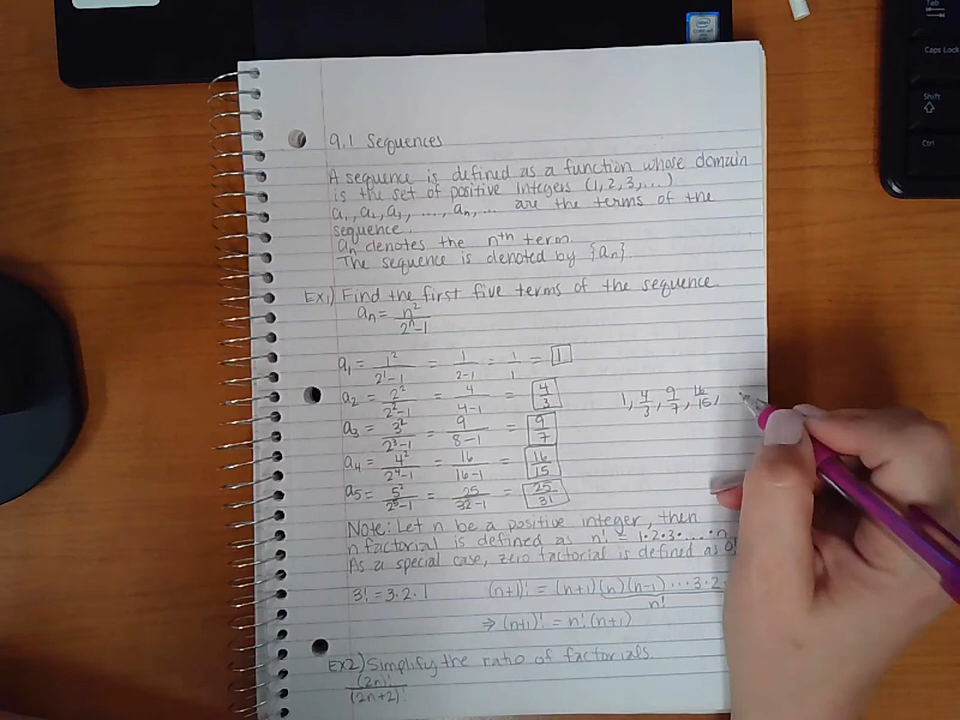 9.1 Sequences
A sequence is defined as a function whose domain
is the set of positive integers (1,2,3,...)
a₁, a₂, a₃, ...., aₙ, ... are the terms of the
sequence.
aₙ denotes the nᵗʰ term.
The sequence is denoted by {aₙ}
Ex1) Find the first five terms of the sequence.
aₙ = n²/(2ⁿ-1)
a₁ = 1²/(2¹-1) = 1/(2-1) = 1/1 = 1
a₂ = 2²/(2²-1) = 4/(4-1) = 4/3
1, 4/3, 9/7, 16/15,
a₃ = 3²/(2³-1) = 9/(8-1) = 9/7
a₄ = 4²/(2⁴-1) = 16/(16-1) = 16/15
a₅ = 5²/(2⁵-1) = 25/(32-1) = 25/31
Note: Let n be a positive integer, then
n factorial is defined as n! = 1·2·3·....·n
As a special case, zero factorial is defined as 0!
3! = 3·2·1 (n+1)! = (n+1)(n)(n-1)···3·2·
n!
⇒ (n+1)! = n!(n+1)
Ex2) Simplify the ratio of factorials.
(2n)!/(2n+2)!
Tab
Caps Lock
Shift
Ctrl
intel